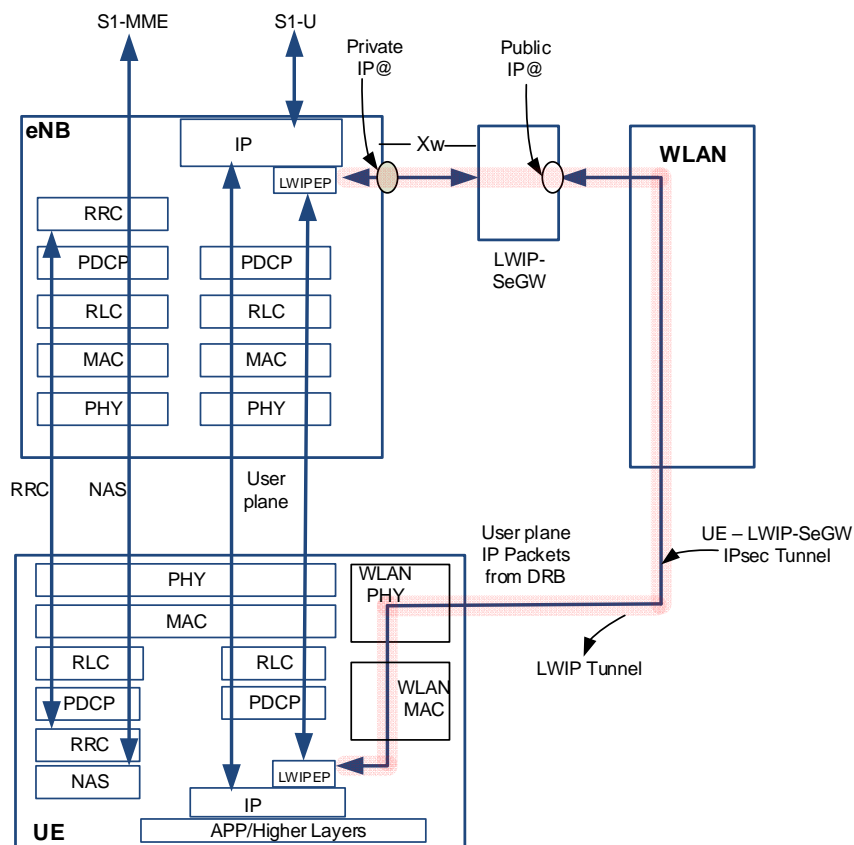 S1-MME
S1-U
Private
IP@
Public
IP@
eNB
IP
Xw
WLAN
LWIPEP
RRC
PDCP
PDCP
LWIP-
SeGW
RLC
RLC
MAC
MAC
PHY
PHY
RRC
NAS
User
plane
User plane
IP Packets
from DRB
UE – LWIP-SeGW
IPsec Tunnel
PHY
WLAN
PHY
MAC
LWIP Tunnel
RLC
RLC
WLAN
MAC
PDCP
PDCP
RRC
NAS
LWIPEP
IP
APP/Higher Layers
UE